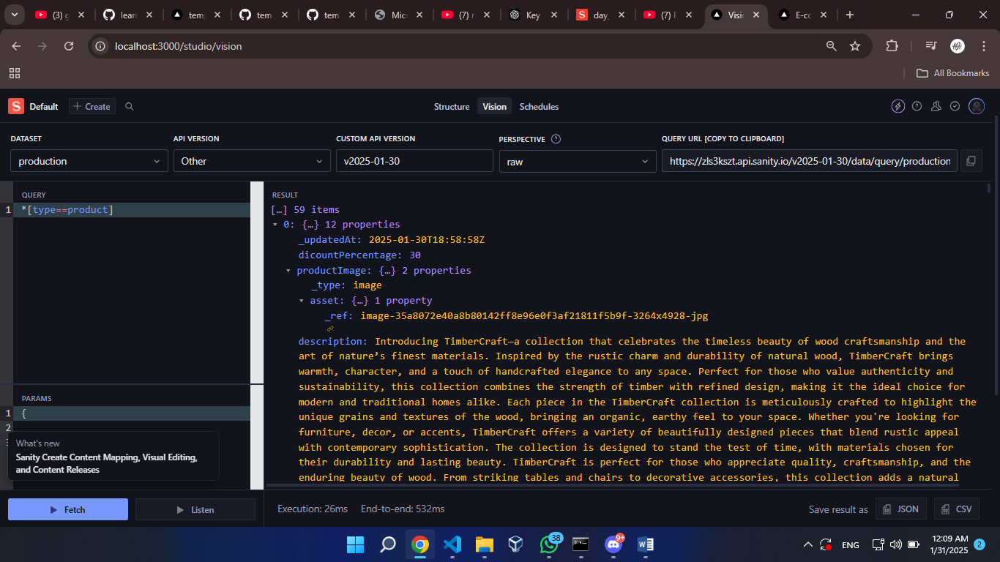 (3) g
learn
tem
tem
Mic
(7) r
Key
day.
Visi
E-co
localhost:3000/studio/vision
All Bookmarks
S Default Create Structure Vision Schedules
DATASET API VERSION CUSTOM API VERSION PERSPECTIVE ? QUERY URL [COPY TO CLIPBOARD]
production Other v2025-01-30 raw https://zls3kszt.api.sanity.io/v2025-01-30/data/query/production
QUERY
1 *[type==product]
RESULT
[…] 59 items
0: {…} 12 properties
_updatedAt: 2025-01-30T18:58:58Z
dicountPercentage: 30
productImage: {…} 2 properties
_type: image
asset: {…} 1 property
_ref: image-35a8072e40a8b80142ff8e96e0f3af21811f5b9f-3264x4928-jpg
description: Introducing TimberCraft—a collection that celebrates the timeless beauty of wood craftsmanship and the
art of nature’s finest materials. Inspired by the rustic charm and durability of natural wood, TimberCraft brings
warmth, character, and a touch of handcrafted elegance to any space. Perfect for those who value authenticity and
sustainability, this collection combines the strength of timber with refined design, making it the ideal choice for
modern and traditional homes alike. Each piece in the TimberCraft collection is meticulously crafted to highlight the
unique grains and textures of the wood, bringing an organic, earthy feel to your space. Whether you're looking for
furniture, decor, or accents, TimberCraft offers a variety of beautifully designed pieces that blend rustic appeal
with contemporary sophistication. The collection is designed to stand the test of time, with materials chosen for
their durability and lasting beauty. TimberCraft is perfect for those who appreciate quality, craftsmanship, and the
enduring beauty of wood. From striking tables and chairs to decorative accessories, this collection adds a natural
PARAMS
1 {
2
What's new
Sanity Create Content Mapping, Visual Editing,
and Content Releases
Fetch Listen Execution: 26ms End-to-end: 532ms Save result as JSON CSV
38
9+
ENG
12:09 AM
1/31/2025
2